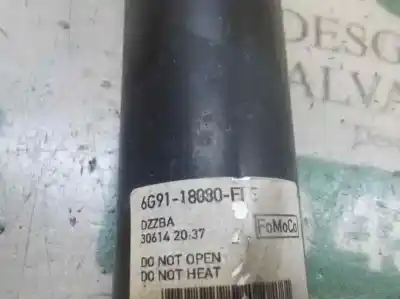 DESG
ALVA
6G91-18080-
DZZBA
30614 20:37
FoMoCo
DO NOT OPEN
DO NOT HEAT